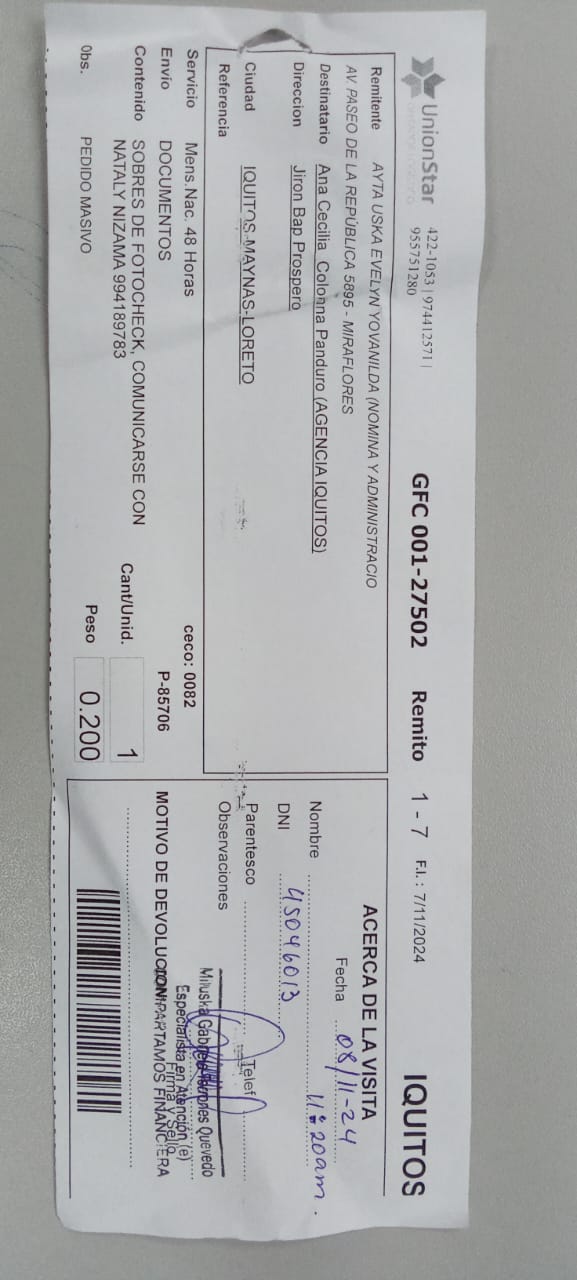 UnionStar 422-1053 | 974412571 |
955751280
GFC 001-27502 Remito 1 - 7 F.I.: 7/11/2024 IQUITOS
Remitente AYTA USKA EVELYN YOVANILDA (NOMINA Y ADMINISTRACIO
AV. PASEO DE LA REPÚBLICA 5895 - MIRAFLORES
Destinatario Ana Cecilia Colonna Panduro (AGENCIA IQUITOS)
Direccion Jiron Bap Prospero
Ciudad IQUITOS-MAYNAS-LORETO
Referencia
Servicio Mens.Nac. 48 Horas ceco: 0082
Envío DOCUMENTOS P-85706
Contenido SOBRES DE FOTOCHECK, COMUNICARSE CON
NATALY NIZAMA 994189783
Cant/Unid. 1
Obs. PEDIDO MASIVO
Peso 0.200
ACERCA DE LA VISITA
Fecha 08/11-24
11:20am.
Nombre
DNI 45046013
Parentesco Telef
Observaciones
Miluska Gabriela Quevedo
Especialista en Atención (e)
Firma y Sello
MOTIVO DE DEVOLUCION COMPARTAMOS FINANCIERA